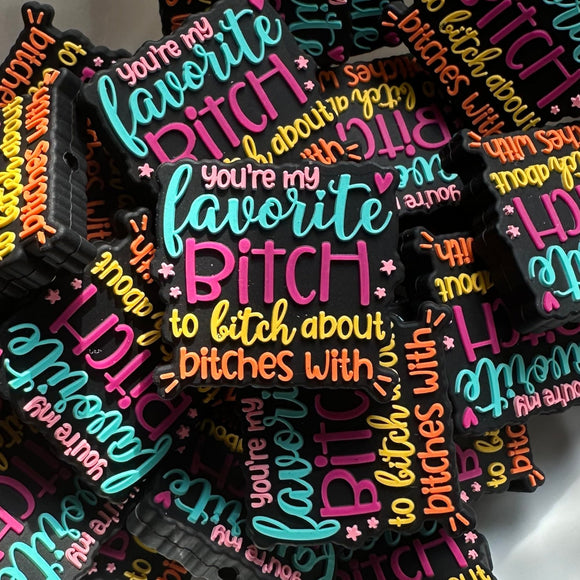 you're my
favorite
BitcH
to bitch about
bitches with